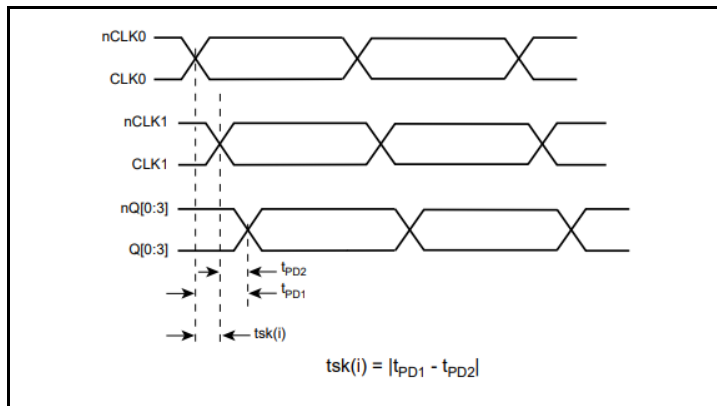 nCLK0
CLK0
nCLK1
CLK1
nQ[0:3]
Q[0:3]
tPD2
tPD1
tsk(i)
tsk(i) = |tPD1 - tPD2|